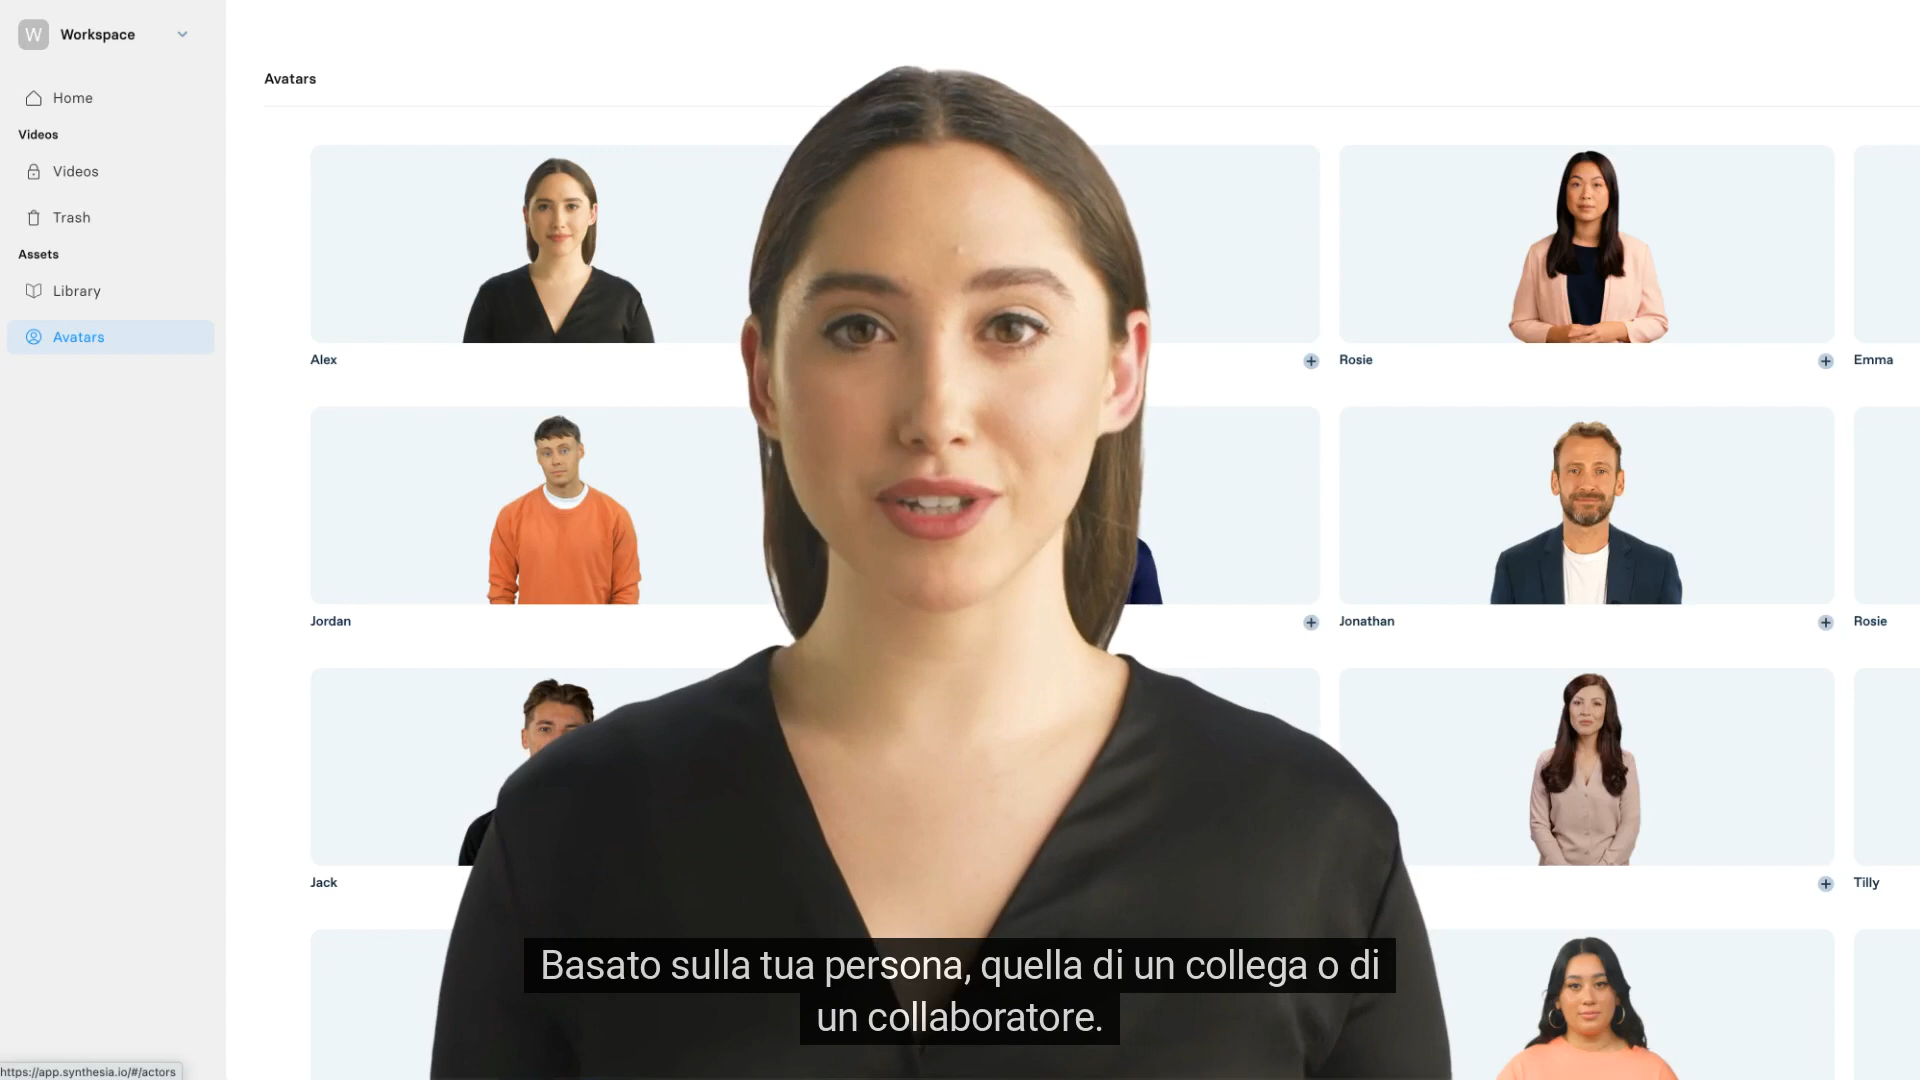 W Workspace
Home
Videos
Videos
Trash
Assets
Library
Avatars
Avatars
Alex
Rosie
Emma
Jordan
Jonathan
Rosie
Jack
Tilly
Basato sulla tua persona, quella di un collega o di
un collaboratore.
https://app.synthesia.io/#/actors